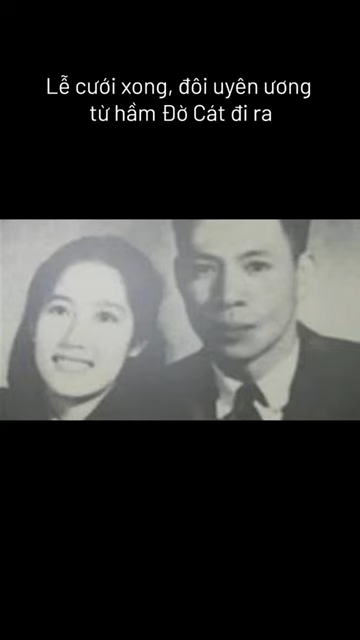 Lễ cưới xong, đôi uyên ương
từ hầm Đờ Cát đi ra